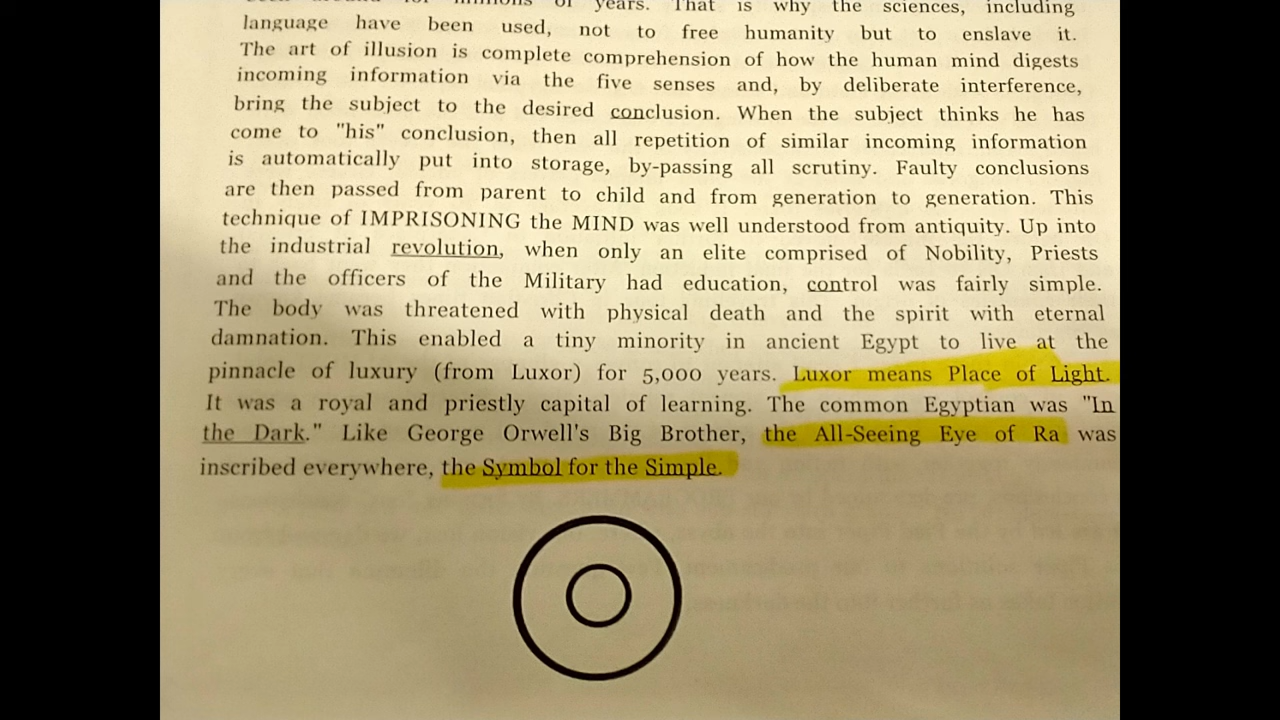 years. That is why the sciences, including
language have been used, not to free humanity but to enslave it.
The art of illusion is complete comprehension of how the human mind digests
incoming information via the five senses and, by deliberate interference,
bring the subject to the desired conclusion. When the subject thinks he has
come to "his" conclusion, then all repetition of similar incoming information
is automatically put into storage, by-passing all scrutiny. Faulty conclusions
are then passed from parent to child and from generation to generation. This
technique of IMPRISONING the MIND was well understood from antiquity. Up into
the industrial revolution, when only an elite comprised of Nobility, Priests
and the officers of the Military had education, control was fairly simple.
The body was threatened with physical death and the spirit with eternal
damnation. This enabled a tiny minority in ancient Egypt to live at the
pinnacle of luxury (from Luxor) for 5,000 years. Luxor means Place of Light.
It was a royal and priestly capital of learning. The common Egyptian was "In
the Dark." Like George Orwell's Big Brother, the All-Seeing Eye of Ra was
inscribed everywhere, the Symbol for the Simple.